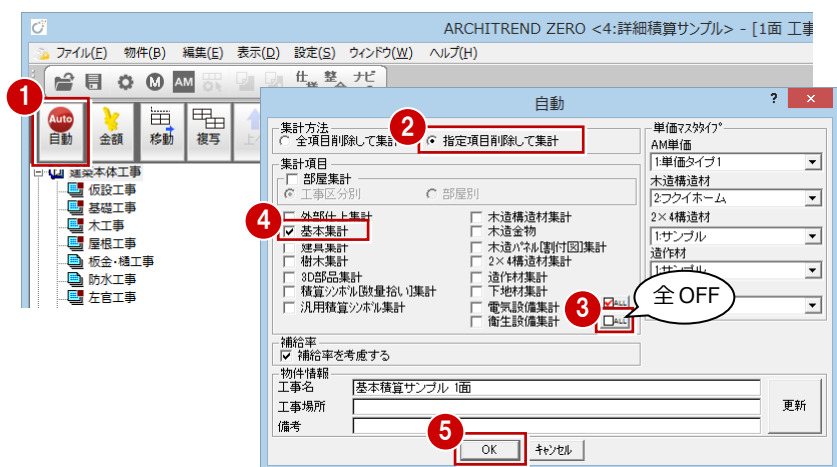 ARCHITREND ZERO <4:詳細積算サンプル> - [1面 工事
ファイル(F) 物件(B) 編集(E) 表示(D) 設定(S) ウィンドウ(W) ヘルプ(H)
AM
仕様 整合 ナビ
1
Auto
自動 金額 移動 複写
自動
? ×
集計方法
全項目削除して集計
2
指定項目削除して集計
集計項目
部屋集計
工事区分別 部屋別
外部仕上集計
4
基本集計
建具集計
樹木集計
3D部品集計
積算シンボル[数量拾い]集計
汎用積算シンボル集計
木造構造材集計
木造金物
木造パネル[割付図]集計
2×4構造材集計
造作材集計
下地材集計
電気設備集計
衛生設備集計
3
ALL
ALL
全OFF
単価マスタタイプ
AM単価
1:単価タイプ1
木造構造材
2:フクイホーム
2×4構造材
1:サンプル
造作材
1:サンプル
補給率
補給率を考慮する
物件情報
工事名 基本積算サンプル 1面
工事場所
備考
更新
5
OK キャンセル
建築本体工事
仮設工事
基礎工事
木工事
屋根工事
板金・樋工事
防水工事
左官工事